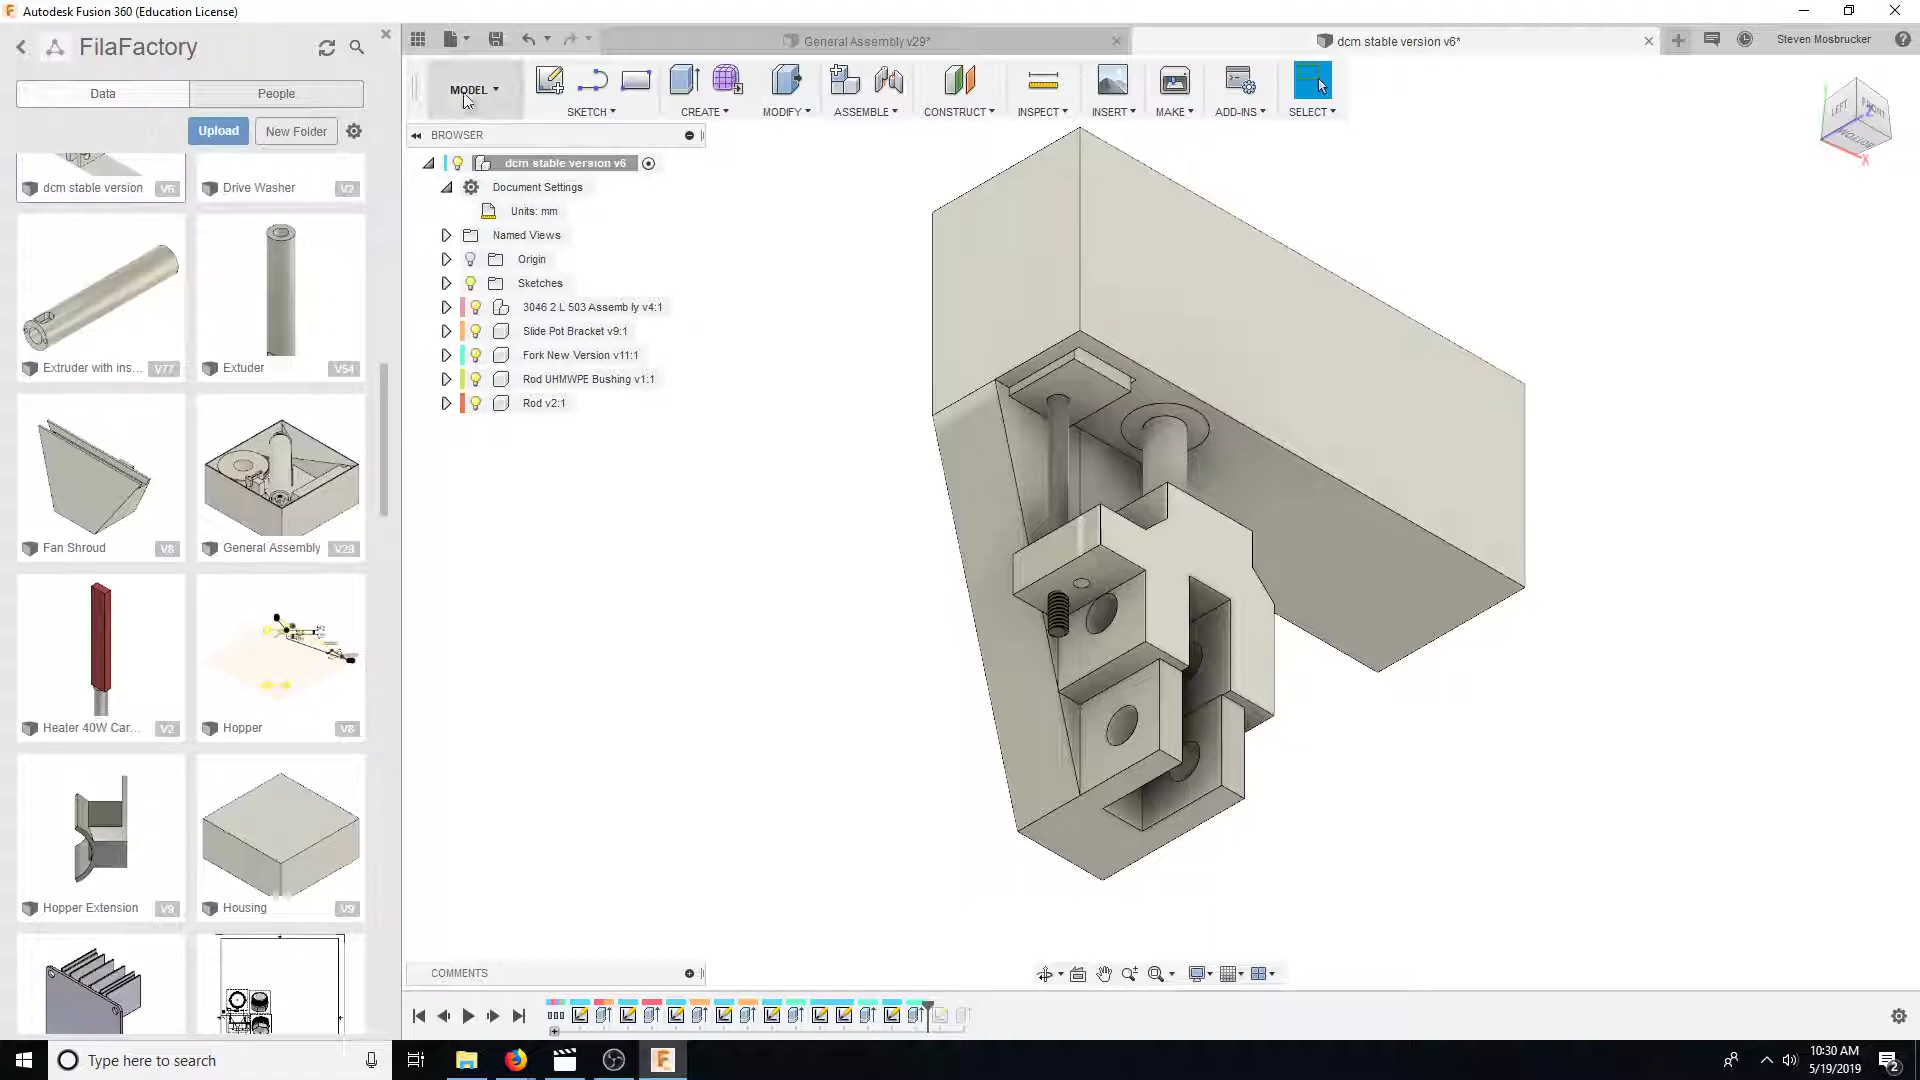 Autodesk Fusion 360 (Education License)
FilaFactory
General Assembly v29*
dcm stable version v6*
Steven Mosbrucker
Data
People
MODEL
SKETCH
CREATE
MODIFY
ASSEMBLE
CONSTRUCT
INSPECT
INSERT
MAKE
ADD-INS
SELECT
Upload
New Folder
BROWSER
LEFT
FRONT
BOTTOM
Z
X
dcm stable version v6
Document Settings
Units: mm
Named Views
Origin
Sketches
3046 2 L 503 Assembly v4:1
Slide Pot Bracket v9:1
Fork New Version v11:1
Rod UHMWPE Bushing v1:1
Rod v2:1
dcm stable version V6
Drive Washer V2
Extruder with ins... V77
Extuder V54
Fan Shroud V8
General Assembly V29
Heater 40W Car... V2
Hopper V8
Hopper Extension V9
Housing V9
COMMENTS
Type here to search
10:30 AM
5/19/2019
2